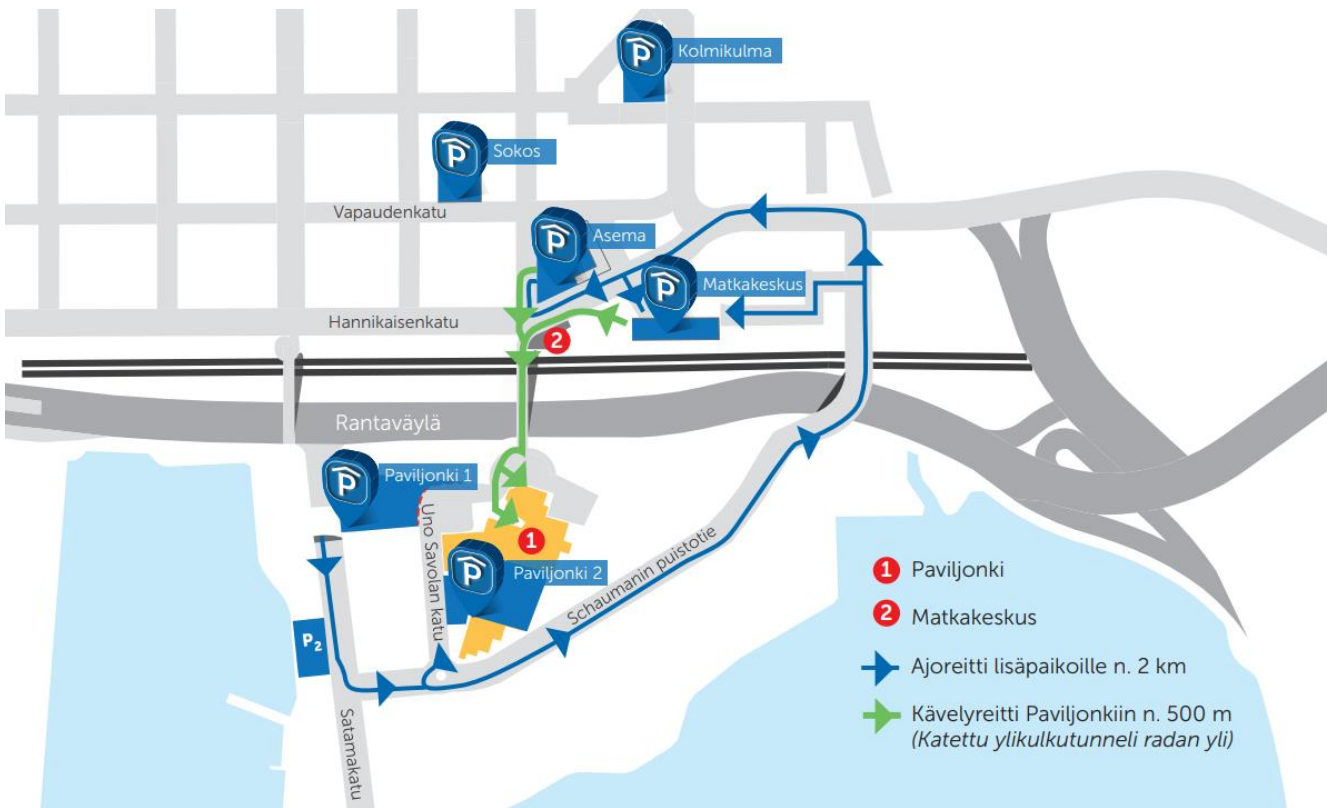 P
Kolmikulma
P
Sokos
Vapaudenkatu
P
Asema
P
Matkakeskus
Hannikaisenkatu
2
Rantaväylä
P
Paviljonki 1
Uno Savolan katu
1
P
Paviljonki 2
Schaumanin puistotie
P2
Satamakatu
1 Paviljonki
2 Matkakeskus
Ajoreitti lisäpaikoille n. 2 km
Kävelyreitti Paviljonkiin n. 500 m
(Katettu ylikulkutunneli radan yli)